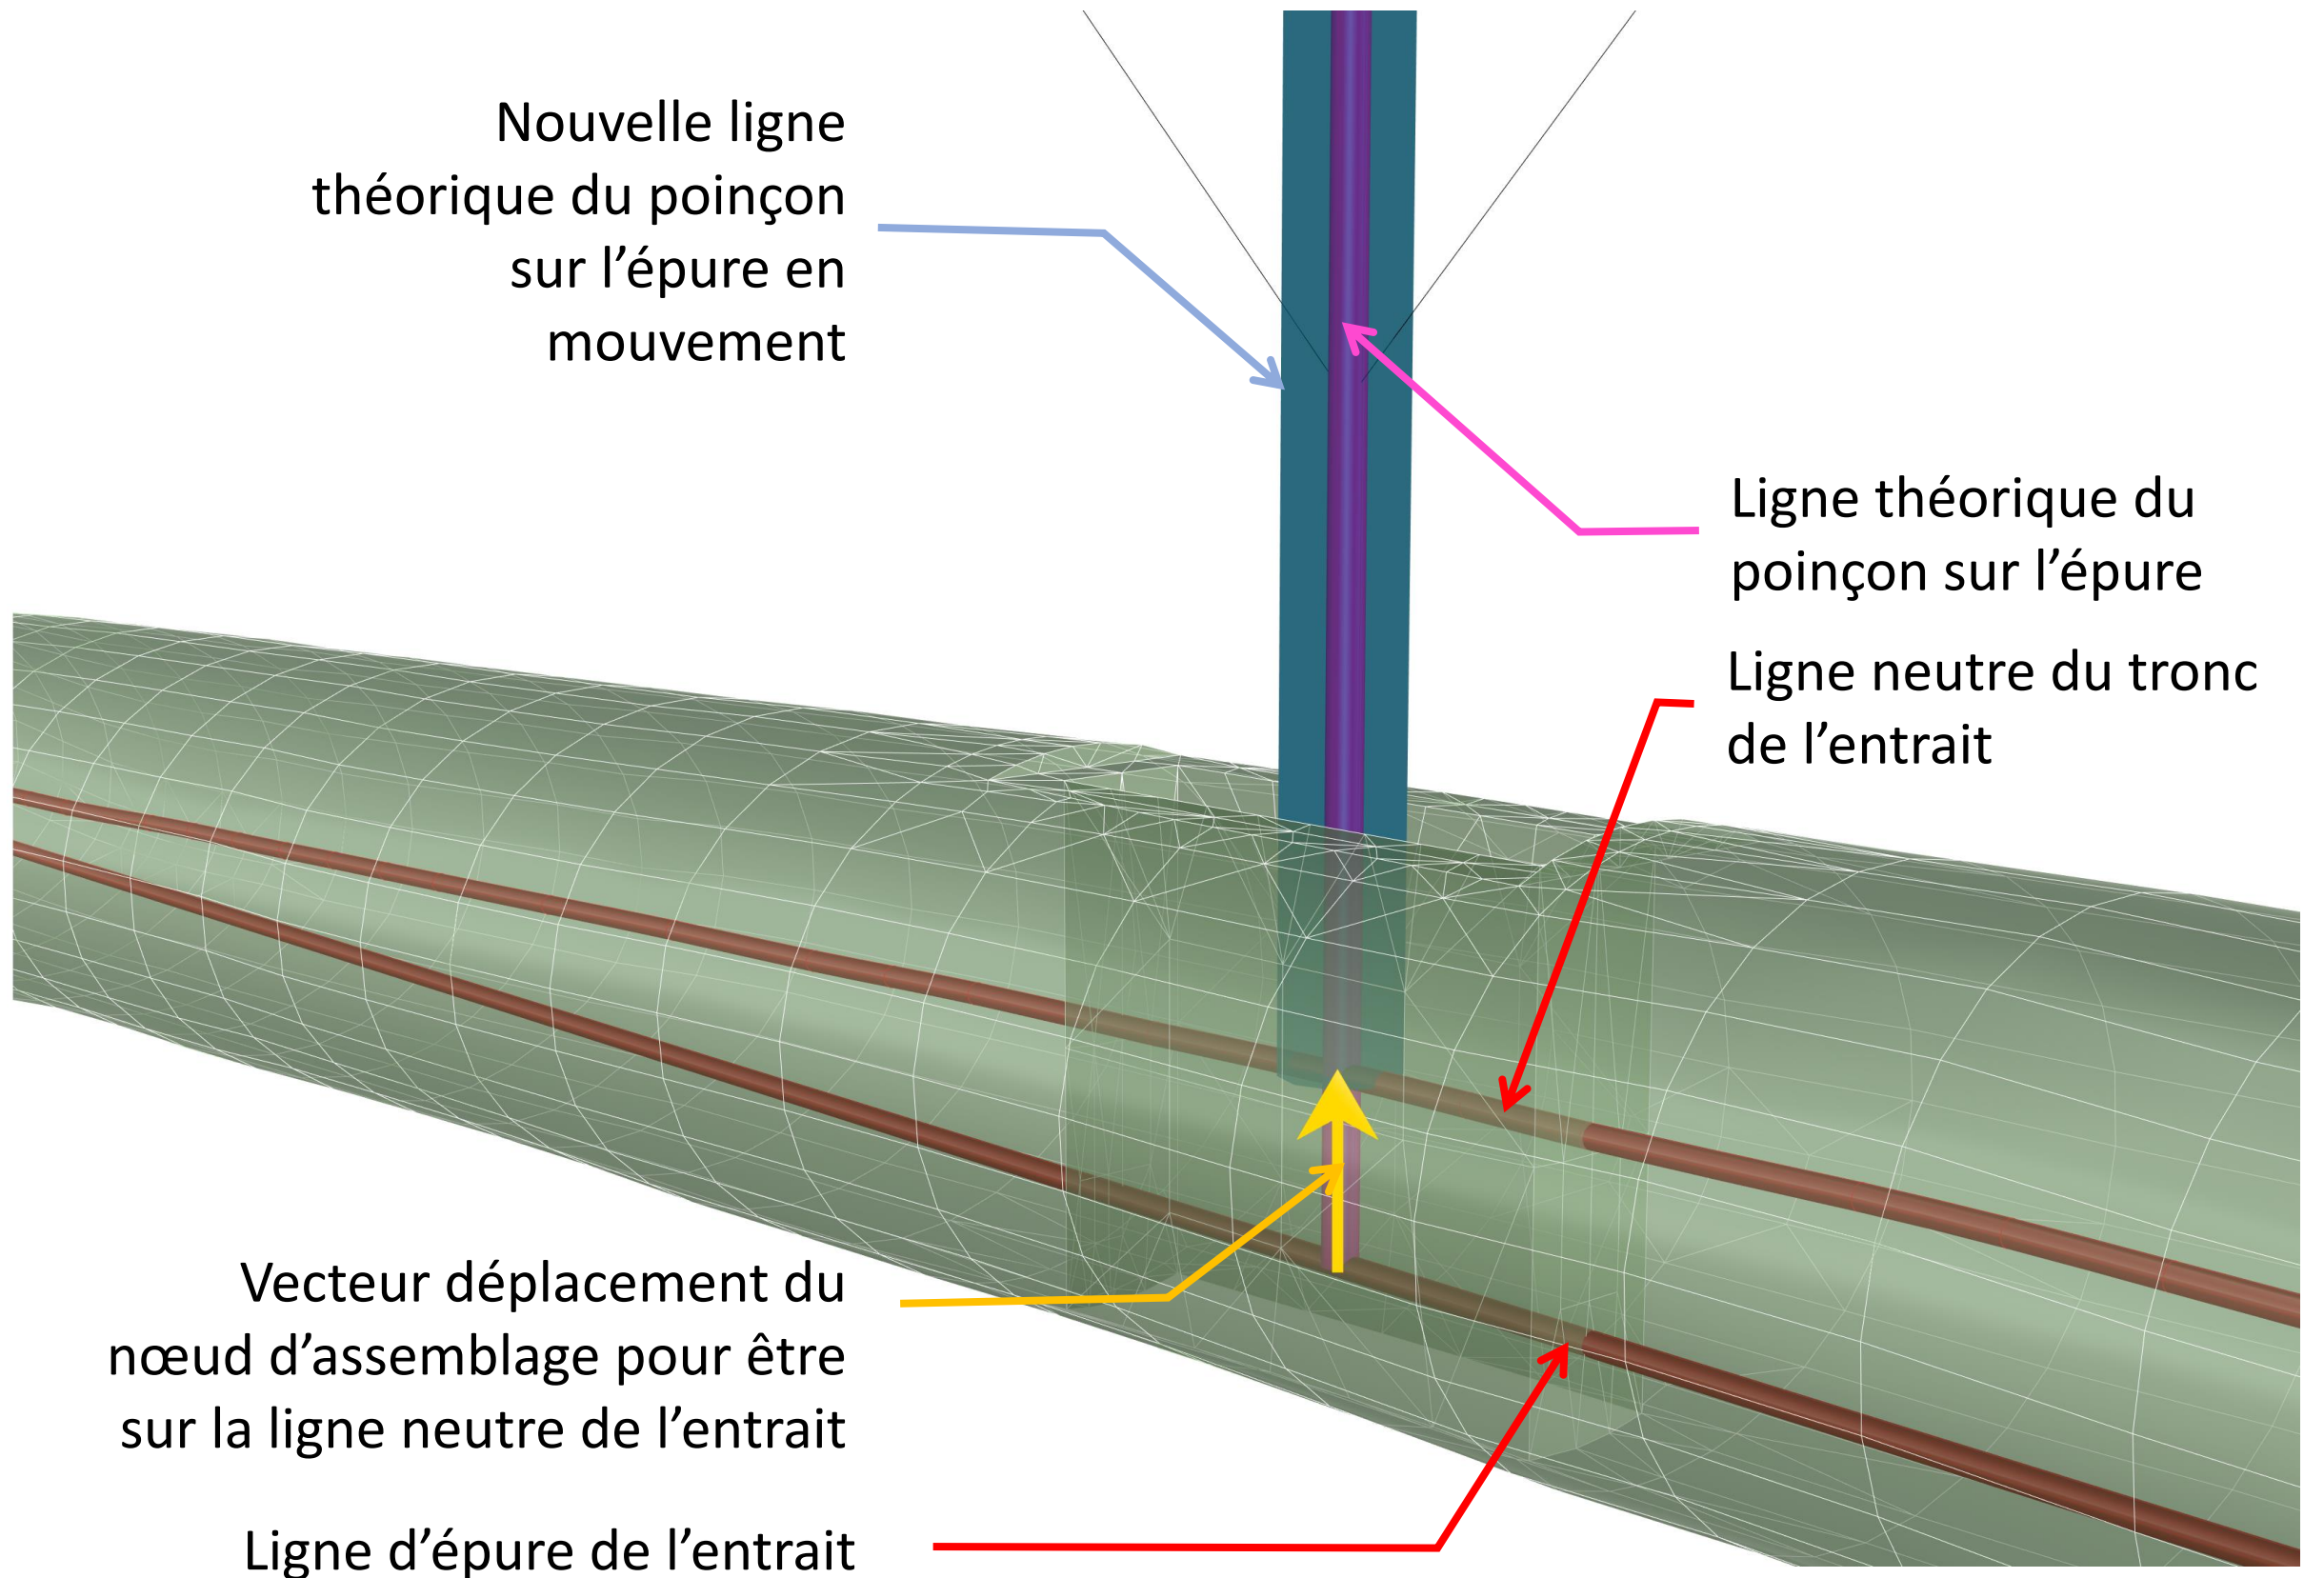 Nouvelle ligne
théorique du poinçon
sur l’épure en
mouvement
Ligne théorique du
poinçon sur l’épure
Ligne neutre du tronc
de l’entrait
Vecteur déplacement du
nœud d’assemblage pour être
sur la ligne neutre de l’entrait
Ligne d’épure de l’entrait